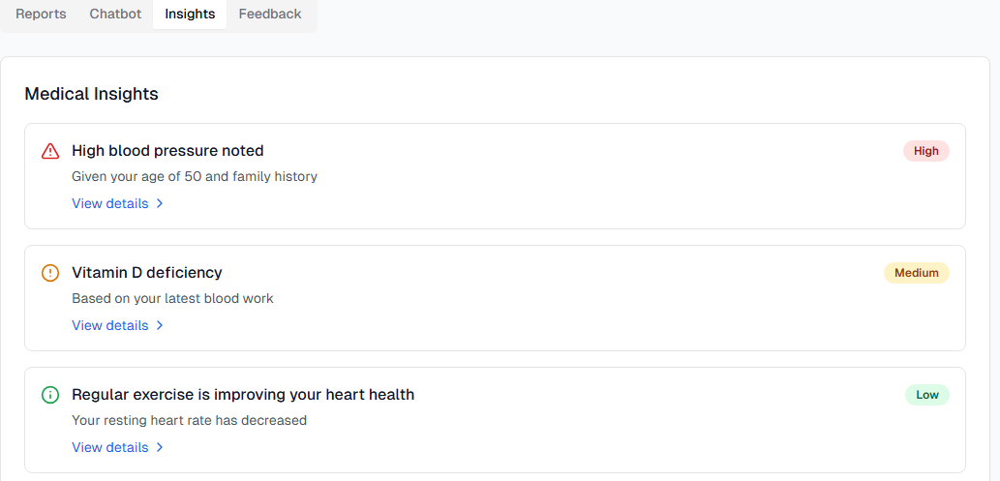 Reports Chatbot Insights Feedback
Medical Insights
High blood pressure noted High
Given your age of 50 and family history
View details
Vitamin D deficiency Medium
Based on your latest blood work
View details
Regular exercise is improving your heart health Low
Your resting heart rate has decreased
View details